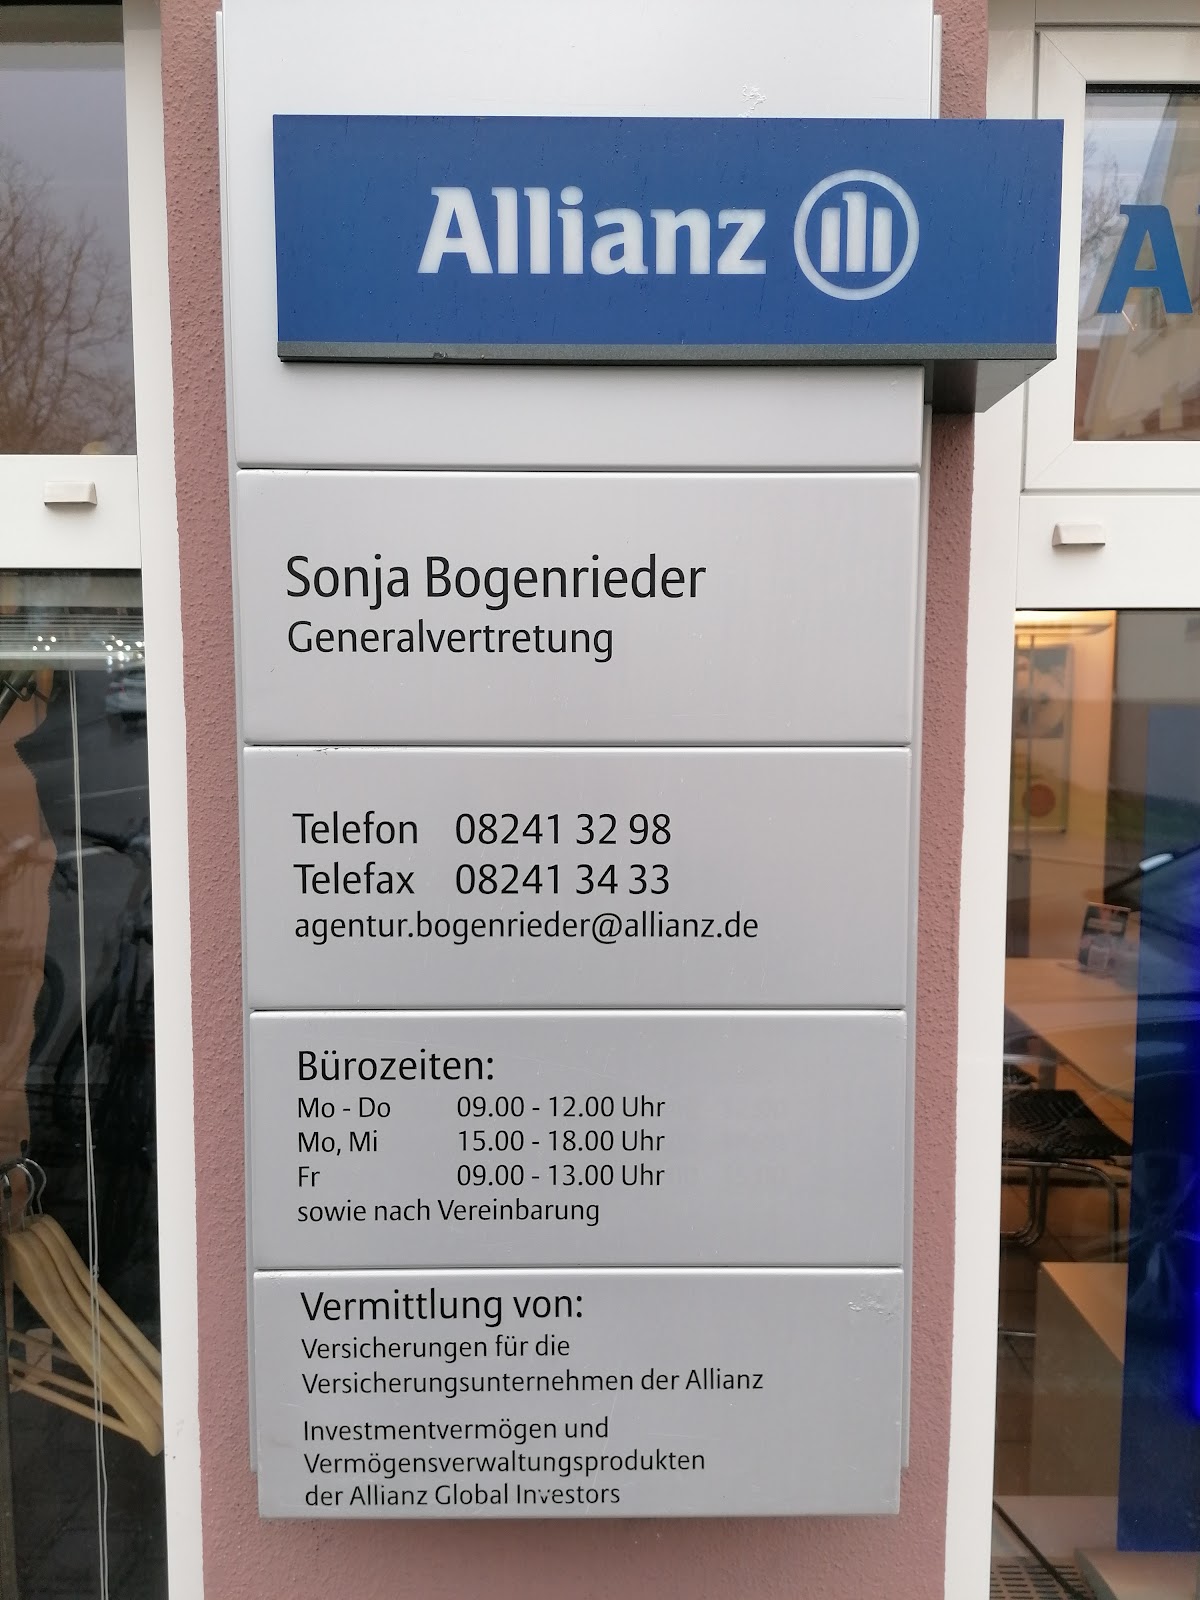 Allianz
A
Sonja Bogenrieder
Generalvertretung
Telefon 08241 32 98
Telefax 08241 34 33
agentur.bogenrieder@allianz.de
Bürozeiten:
Mo - Do 09.00 - 12.00 Uhr
Mo, Mi 15.00 - 18.00 Uhr
Fr 09.00 - 13.00 Uhr
sowie nach Vereinbarung
Vermittlung von:
Versicherungen für die
Versicherungsunternehmen der Allianz
Investmentvermögen und
Vermögensverwaltungsprodukten
der Allianz Global Investors